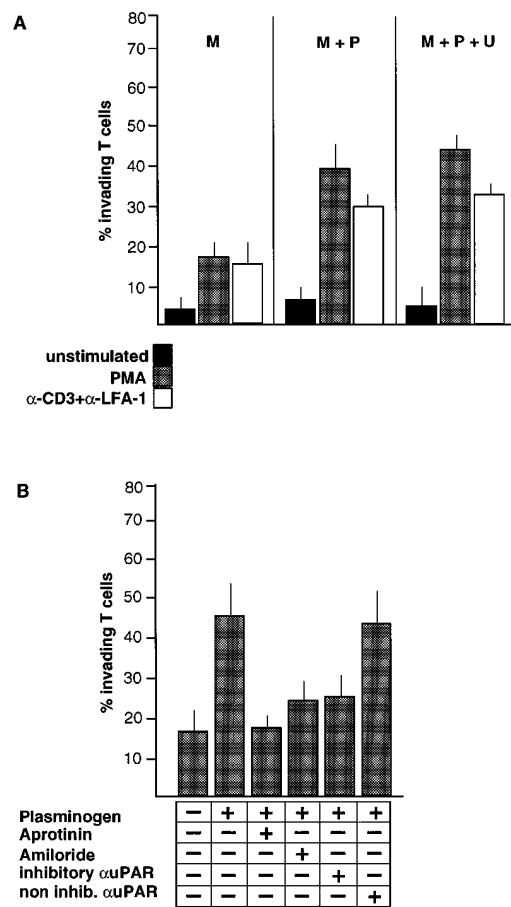 A
M
M + P
M + P + U
% invading T cells
80
70
60
50
40
30
20
10
unstimulated
PMA
α-CD3+α-LFA-1
B
% invading T cells
80
70
60
50
40
30
20
10
Plasminogen − + + + + +
Aprotinin − − + − − −
Amiloride − − − + − −
inhibitory αuPAR − − − − + −
non inhib. αuPAR − − − − − +